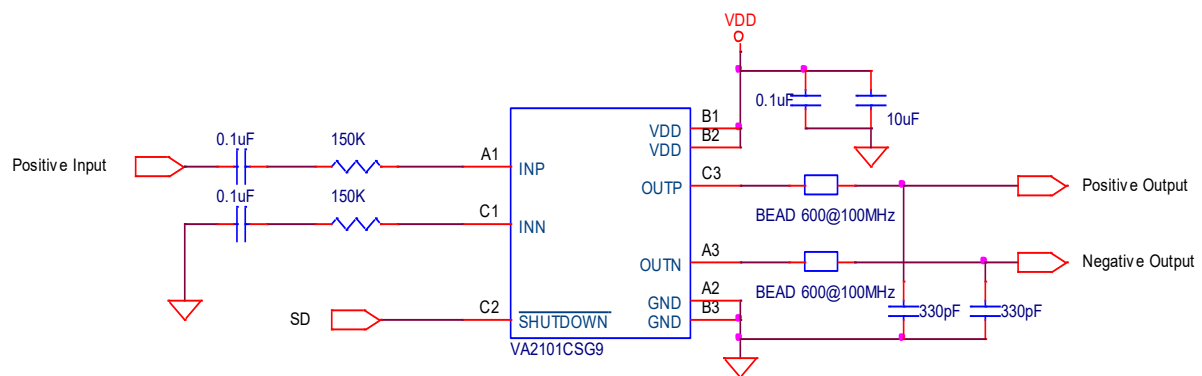 VDD
0.1uF
10uF
B1
VDD
B2
VDD
0.1uF
150K
Positive Input
A1
INP
C3
OUTP
Positive Output
0.1uF
150K
BEAD 600@100MHz
C1
INN
A3
OUTN
Negative Output
BEAD 600@100MHz
A2
GND
B3
GND
330pF
330pF
SD
C2
SHUTDOWN
VA2101CSG9